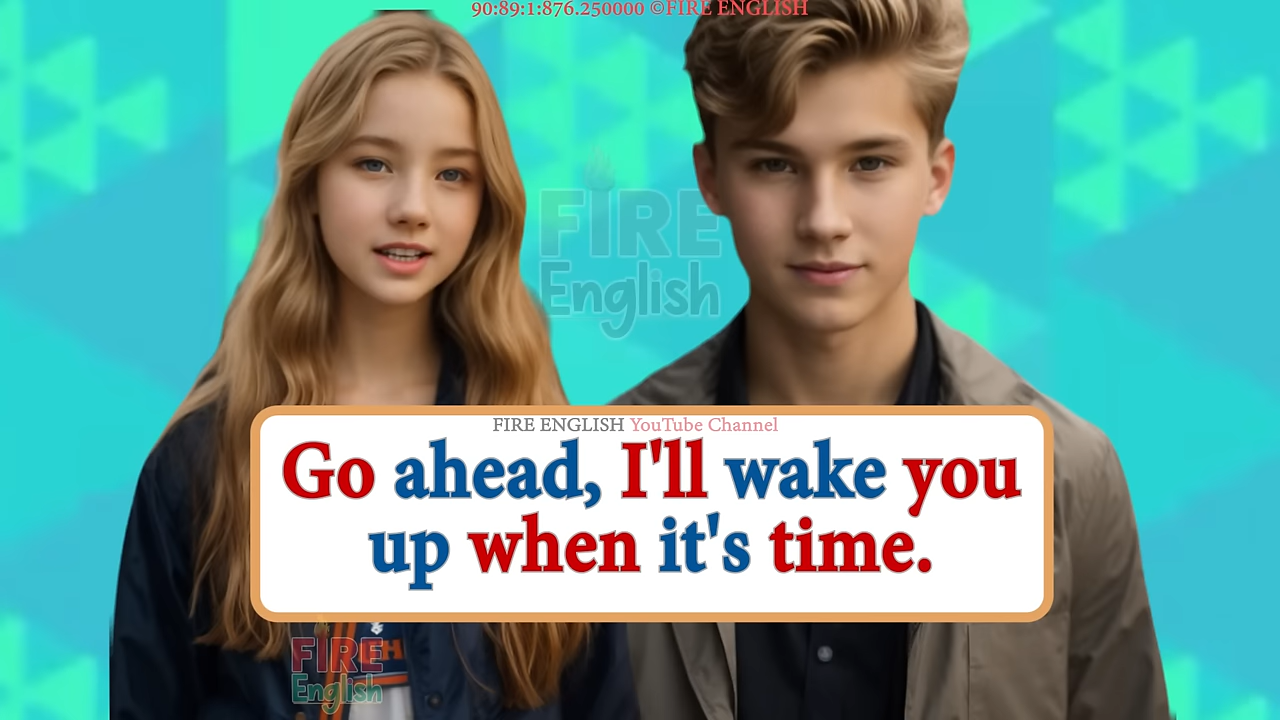 90:89:1:876.250000 ©FIRE ENGLISH
FIRE
English
FIRE ENGLISH YouTube Channel
Go ahead, I'll wake you
up when it's time.
FIRE
English